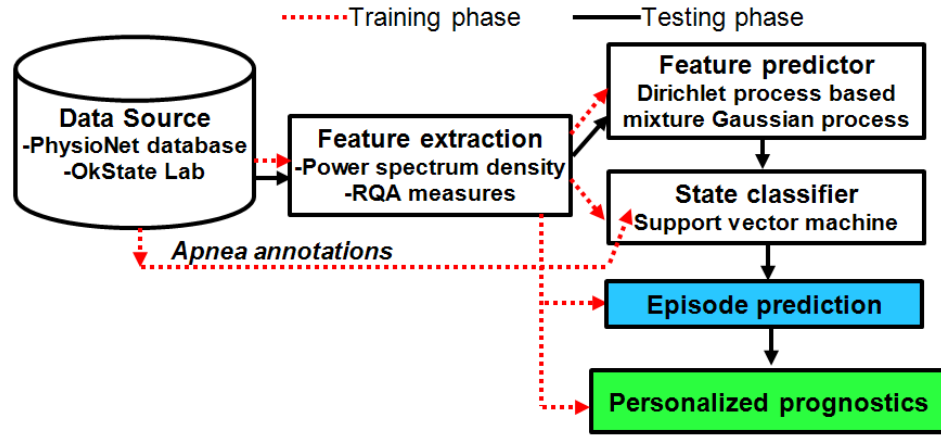 Training phase
Testing phase
Data Source
-PhysioNet database
-OkState Lab
Feature extraction
-Power spectrum density
-RQA measures
Feature predictor
Dirichlet process based
mixture Gaussian process
State classifier
Support vector machine
Apnea annotations
Episode prediction
Personalized prognostics